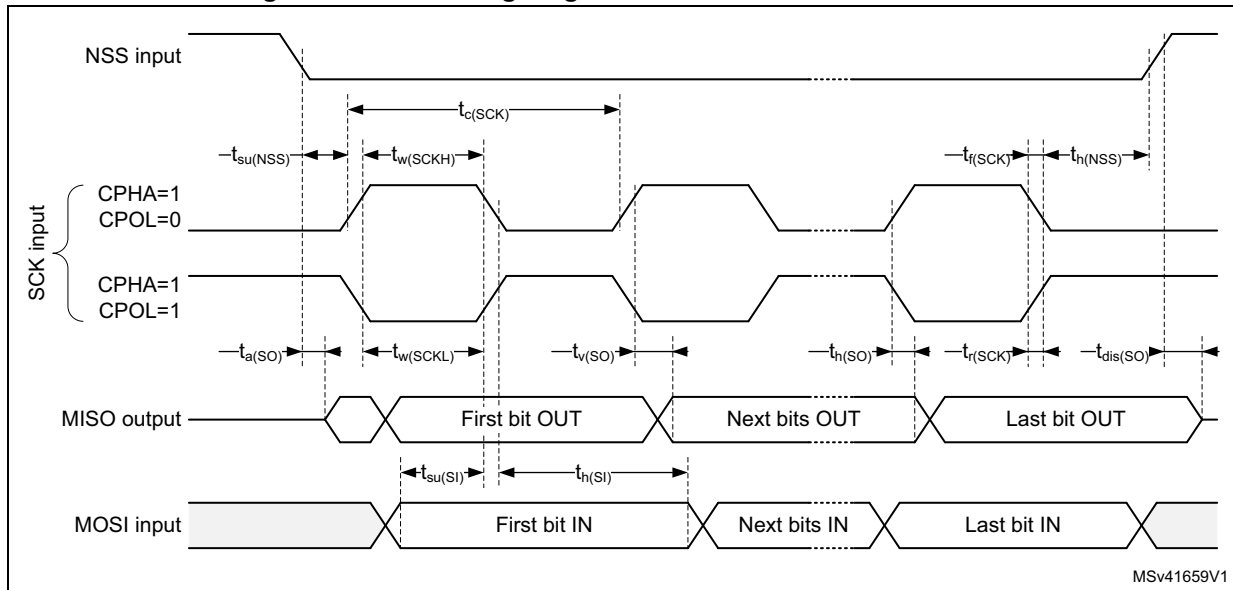 NSS input
tc(SCK)
tsu(NSS)
tw(SCKH)
tf(SCK)
th(NSS)
SCK input
CPHA=1
CPOL=0
CPHA=1
CPOL=1
ta(SO)
tw(SCKL)
tv(SO)
th(SO)
tr(SCK)
tdis(SO)
MISO output
First bit OUT
Next bits OUT
Last bit OUT
tsu(SI)
th(SI)
MOSI input
First bit IN
Next bits IN
Last bit IN
MSv41659V1